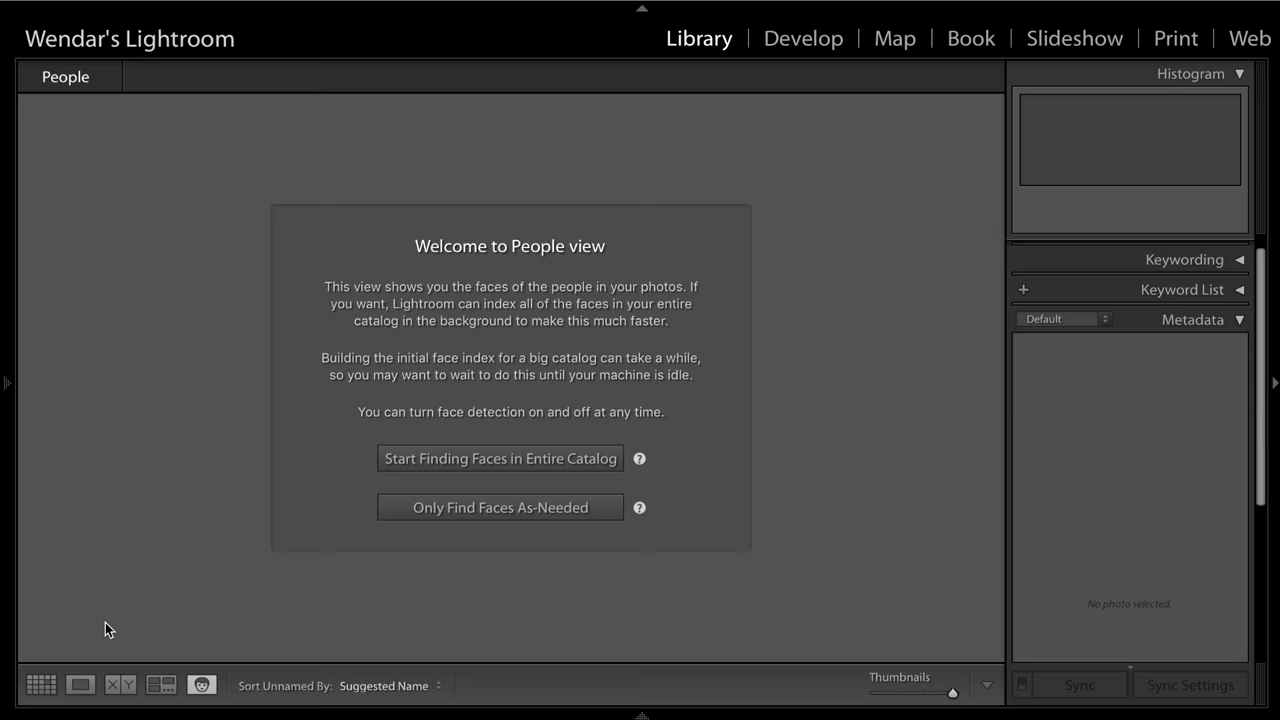 Wendar's Lightroom
Library | Develop | Map | Book | Slideshow | Print | Web
People
Histogram
Welcome to People view
This view shows you the faces of the people in your photos. If
you want, Lightroom can index all of the faces in your entire
catalog in the background to make this much faster.
Building the initial face index for a big catalog can take a while,
so you may want to wait to do this until your machine is idle.
You can turn face detection on and off at any time.
Start Finding Faces in Entire Catalog ?
Only Find Faces As-Needed ?
Keywording
+ Keyword List
Default Metadata
No photo selected.
XY
Sort Unnamed By: Suggested Name
Thumbnails
Sync
Sync Settings